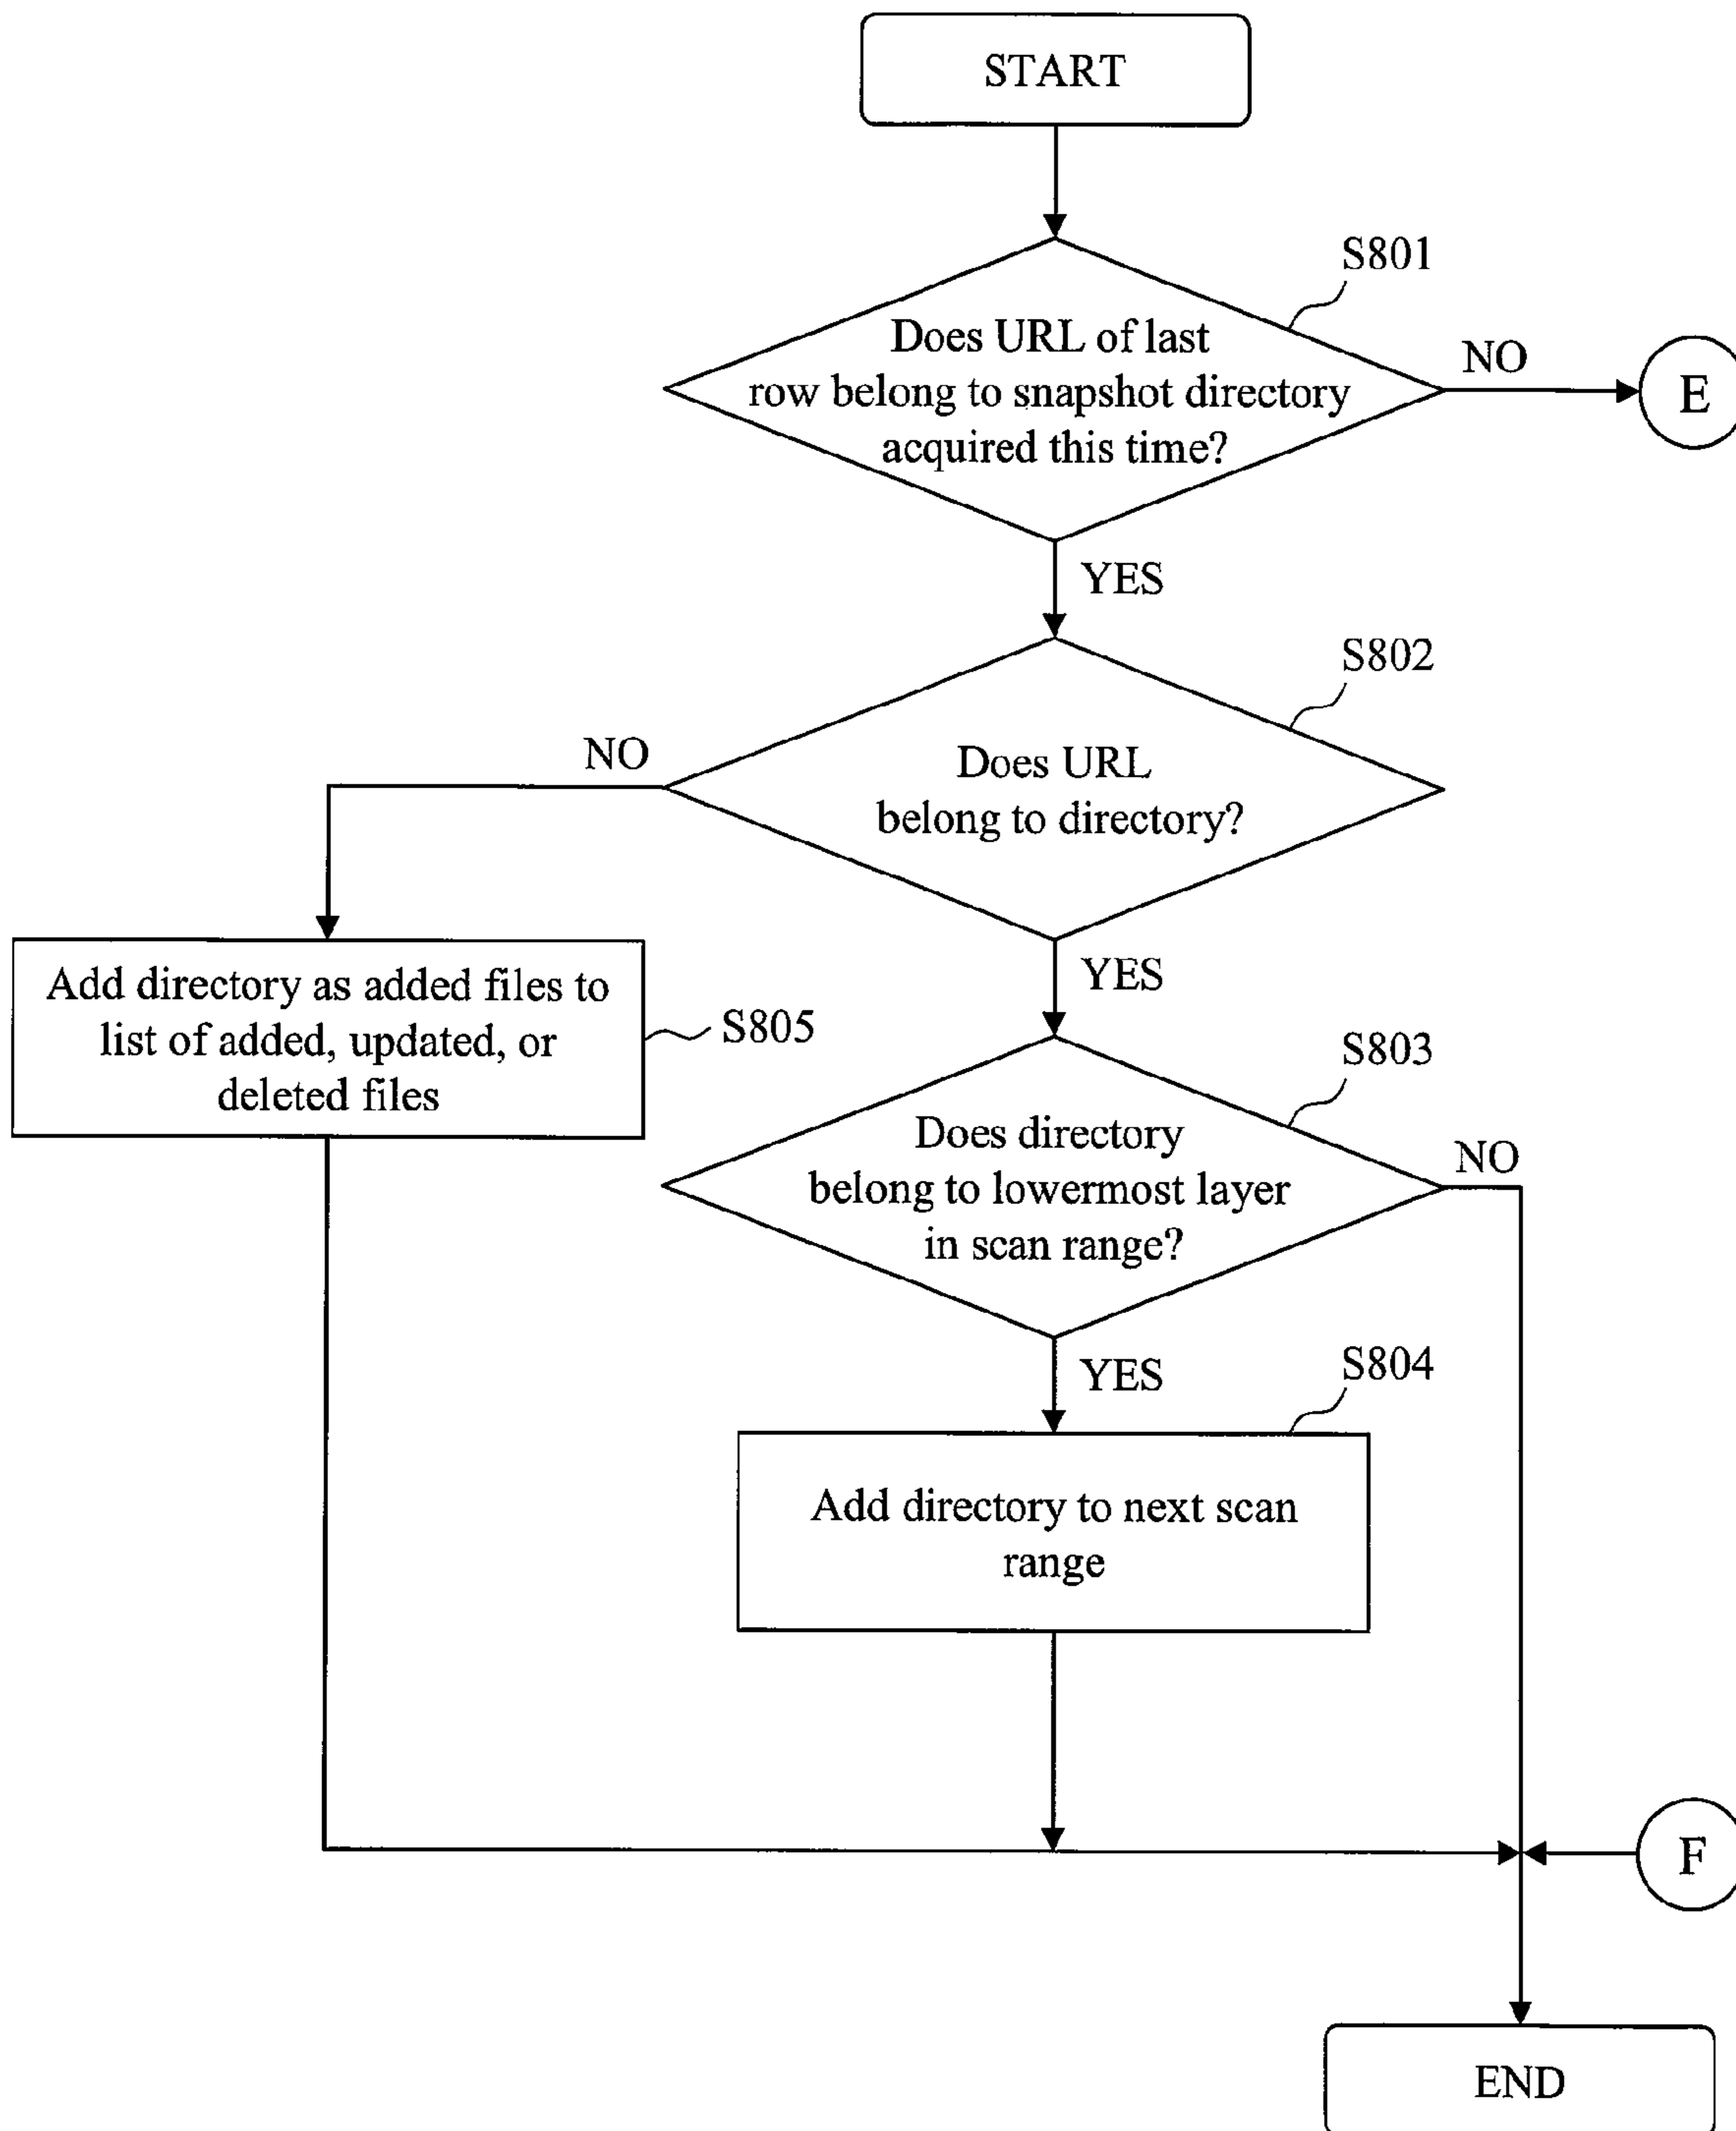 START
S801
Does URL of last
row belong to snapshot directory
acquired this time?
NO
E
YES
S802
Does URL
belong to directory?
NO
YES
Add directory as added files to
list of added, updated, or
deleted files
S805
S803
Does directory
belong to lowermost layer
in scan range?
NO
YES
S804
Add directory to next scan
range
F
END